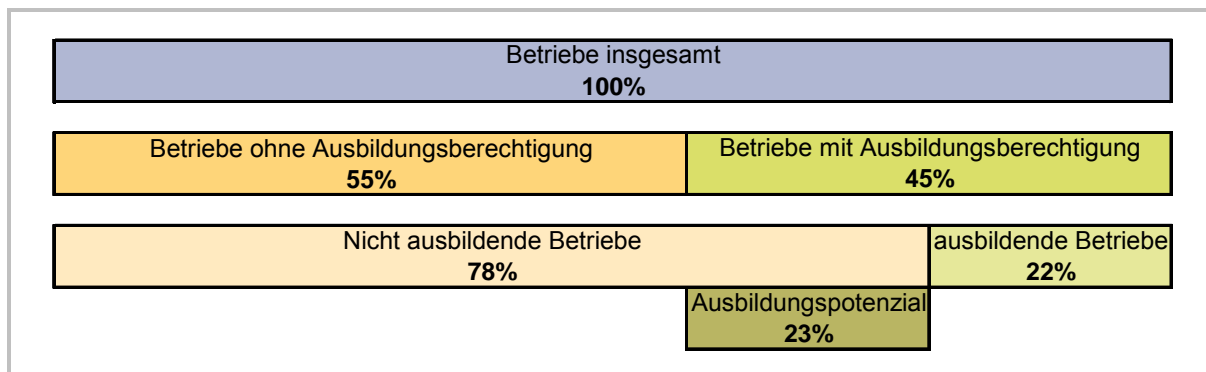 Betriebe insgesamt
100%
Betriebe ohne Ausbildungsberechtigung
55%
Betriebe mit Ausbildungsberechtigung
45%
Nicht ausbildende Betriebe
78%
ausbildende Betriebe
22%
Ausbildungspotenzial
23%